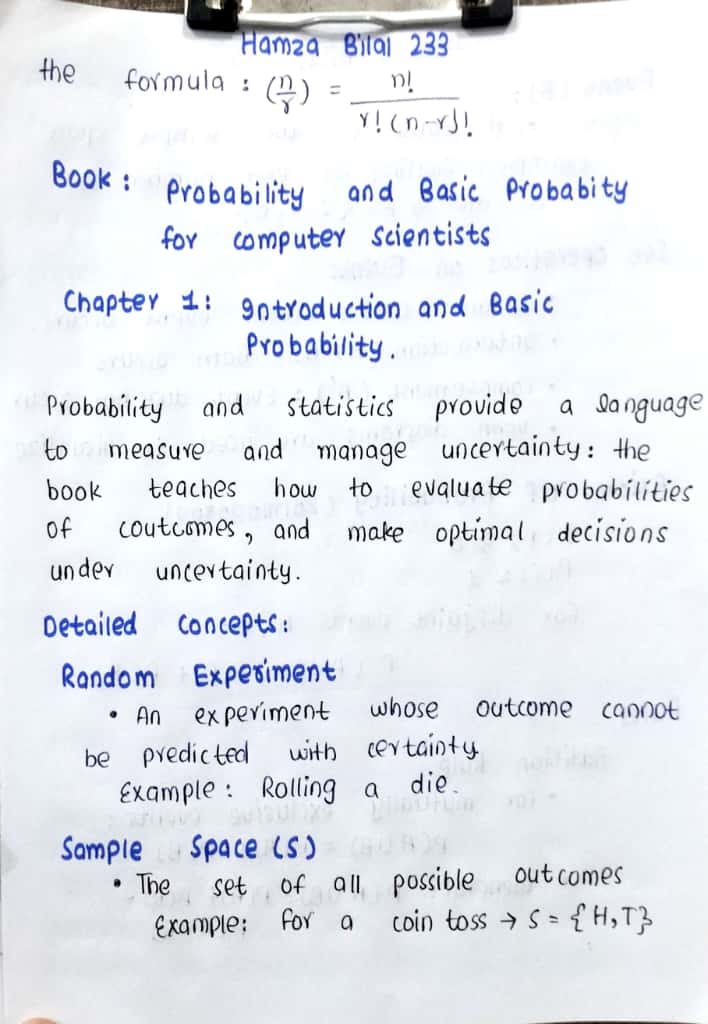 Hamza Bilal 233
the formula : (n/r) = n! / r! (n-r)!
Book : Probability and Basic Probabity
for computer Scientists
Chapter 1: Introduction and Basic
Probability.
Probability and statistics provide a language
to measure and manage uncertainty: the
book teaches how to evaluate probabilities
of coutcomes, and make optimal decisions
under uncertainty.
Detailed Concepts:
Random Experiment
• An experiment whose outcome cannot
be predicted with certainty
Example : Rolling a die.
Sample Space (S)
• The set of all possible outcomes
Example: For a coin toss → S = {H,T}